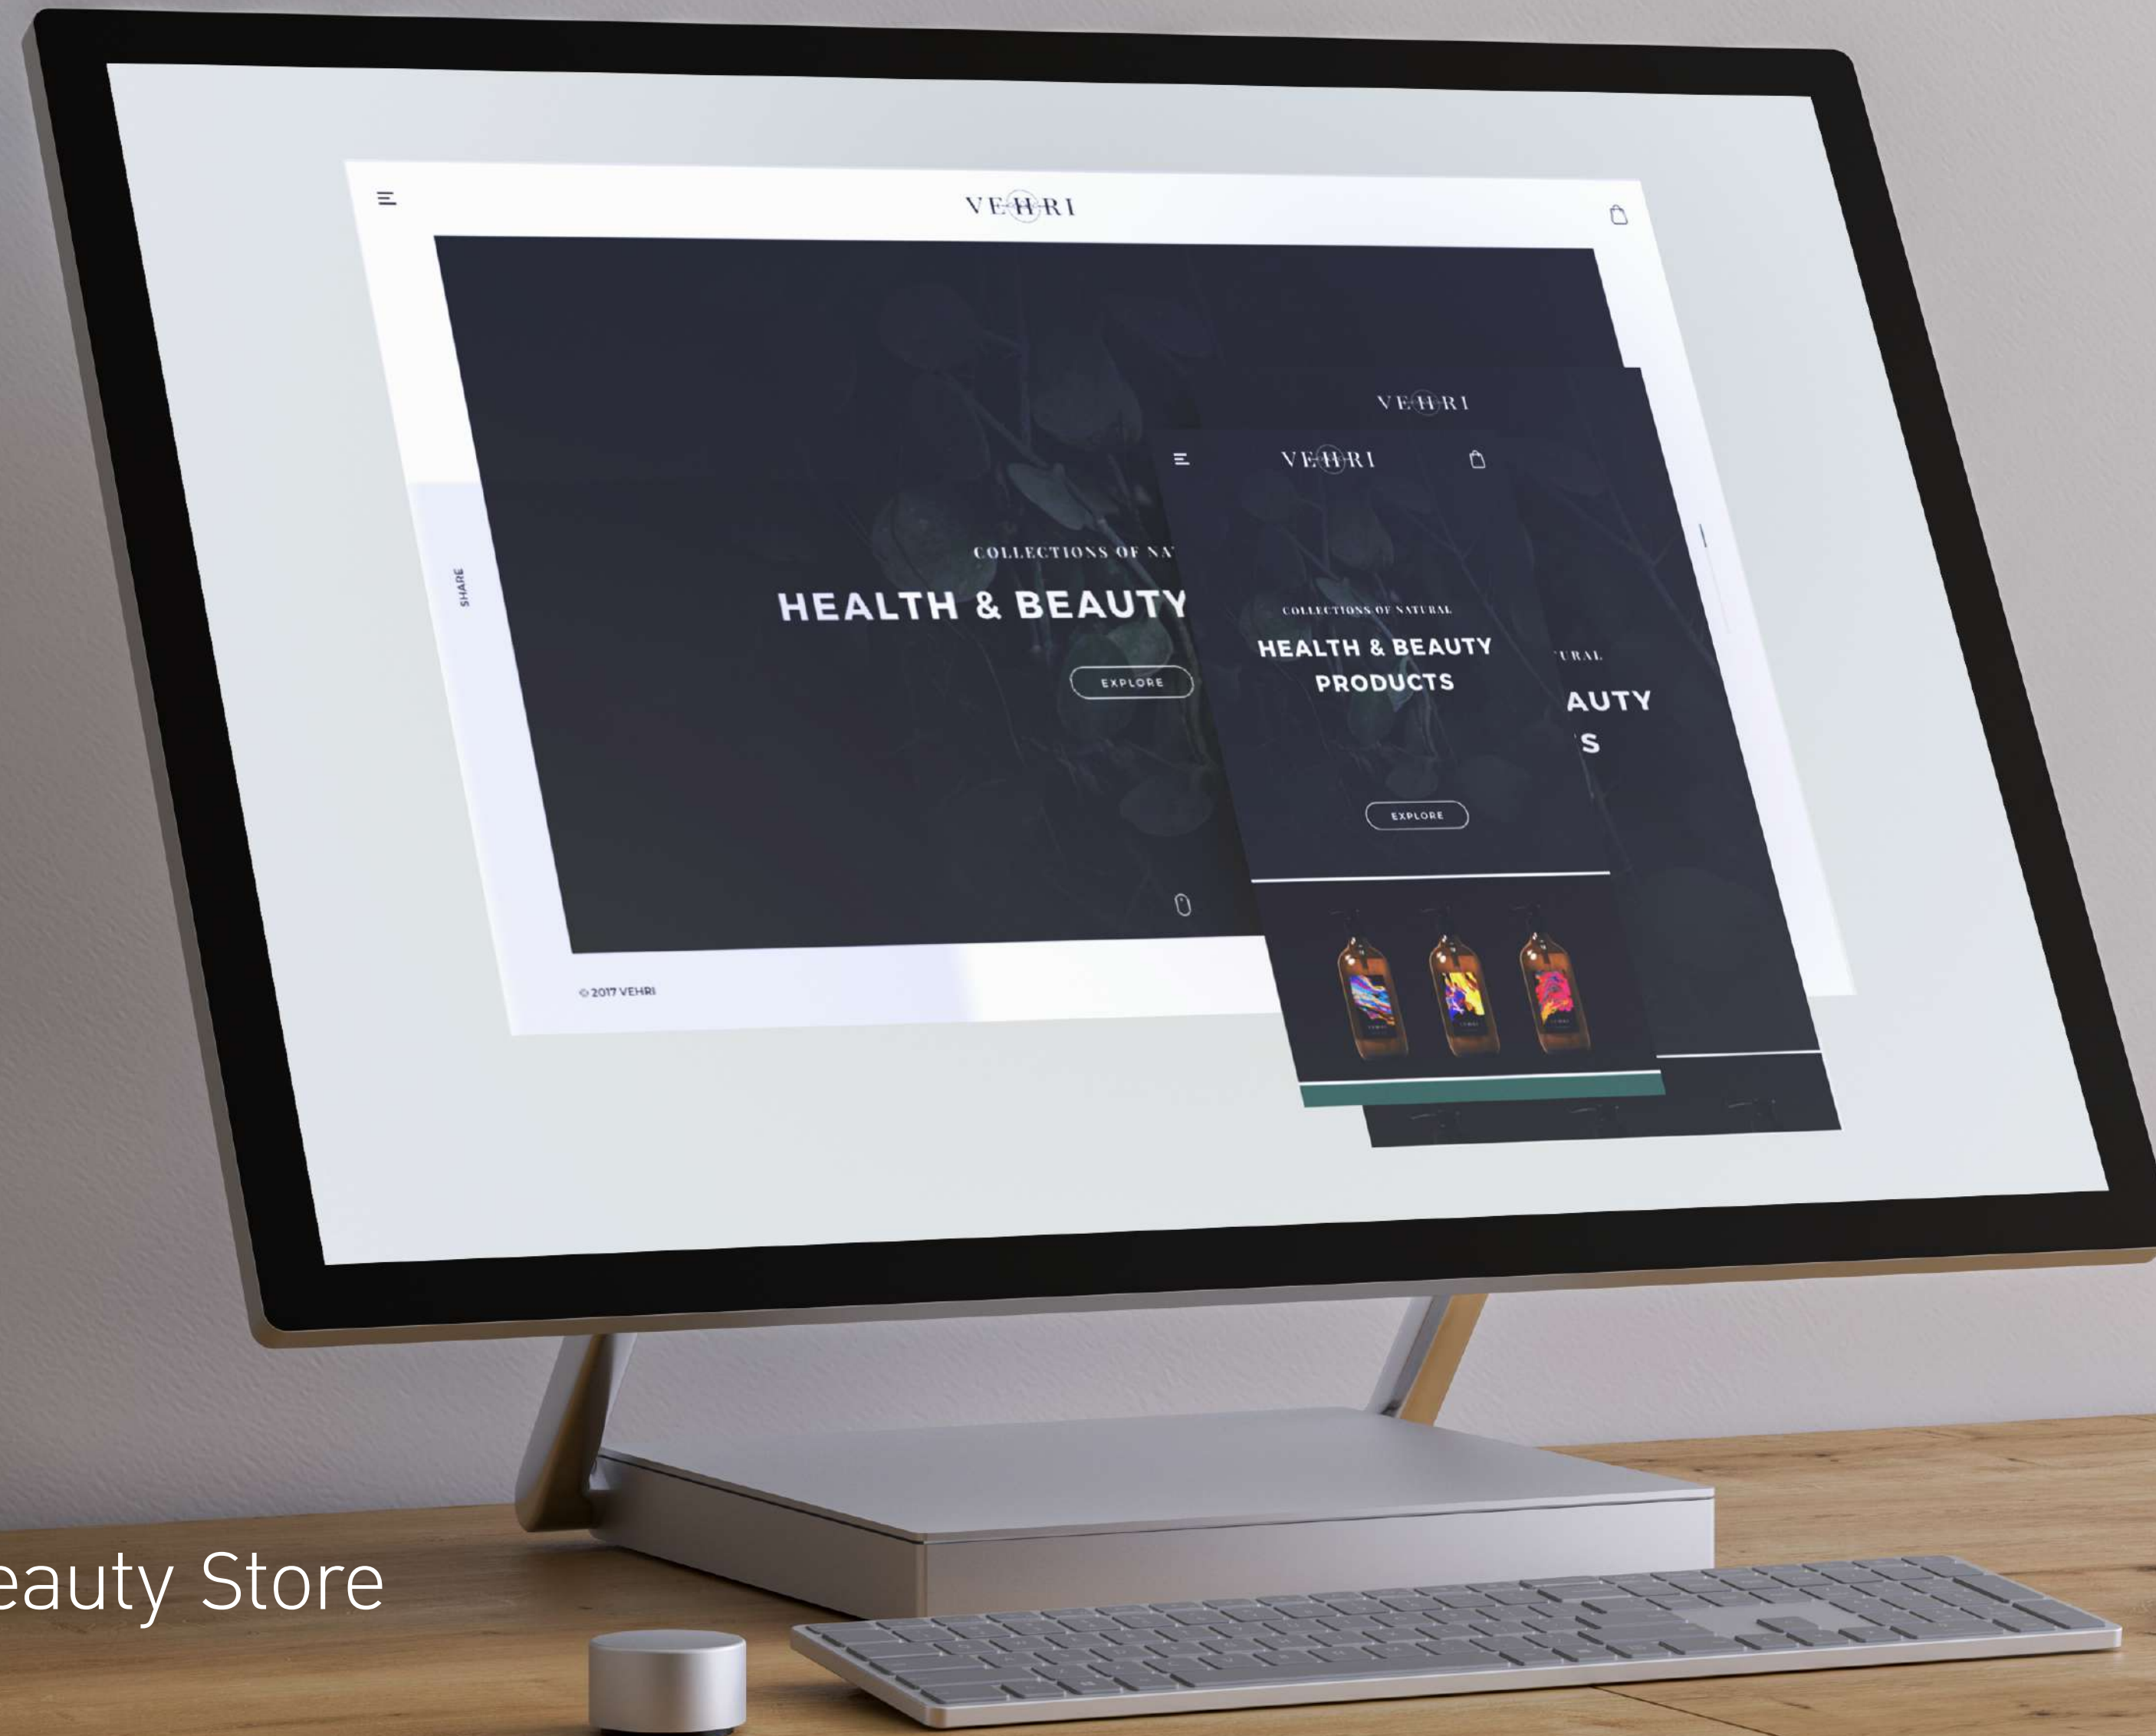 VEHRI
VEHRI
VEHRI
COLLECTIONS OF NA
HEALTH & BEAUTY
EXPLORE
SHARE
COLLECTIONS OF NATURAL
HEALTH & BEAUTY
PRODUCTS
EXPLORE
URAL
AUTY
S
© 2017 VEHRI
eauty Store